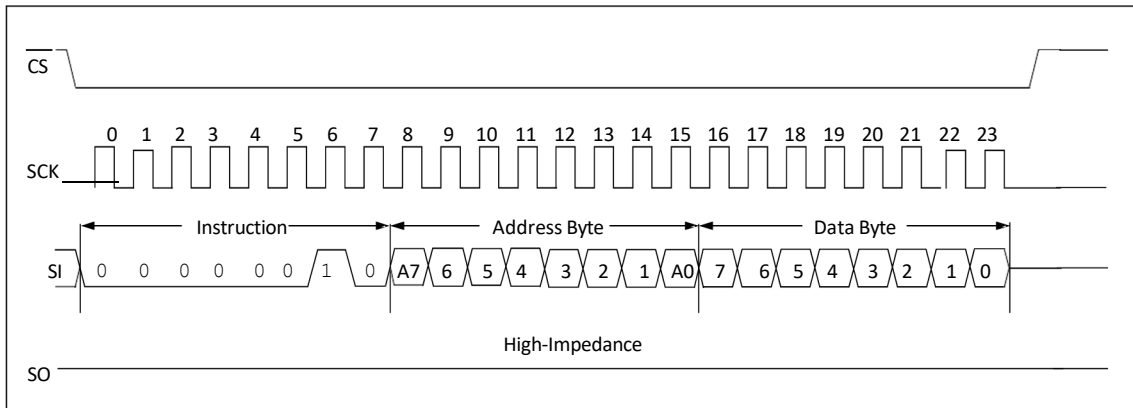 CS
0 1 2 3 4 5 6 7 8 9 10 11 12 13 14 15 16 17 18 19 20 21 22 23
SCK
Instruction Address Byte Data Byte
SI 0 0 0 0 0 0 1 0 A7 6 5 4 3 2 1 A0 7 6 5 4 3 2 1 0
High-Impedance
SO